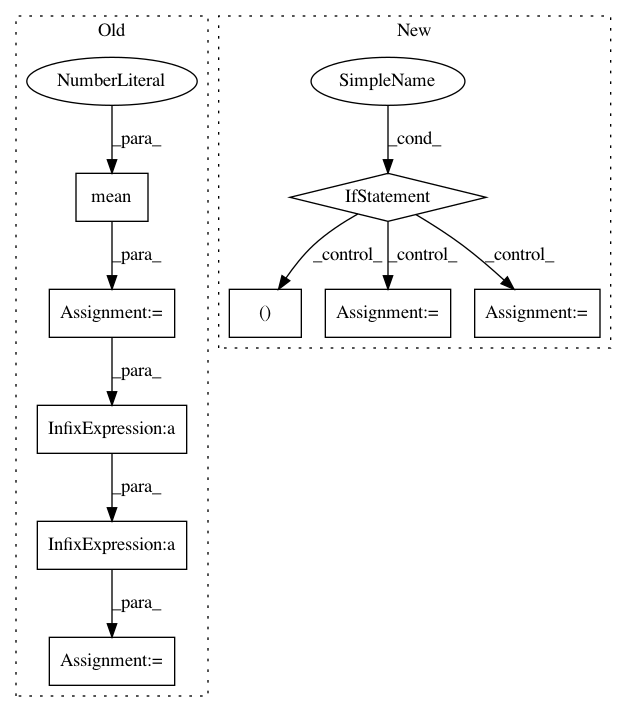 Old
NumberLiteral
_para_
mean
_para_
Assignment:=
_para_
InfixExpression:a
_para_
InfixExpression:a
_para_
Assignment:=
New
SimpleName
_cond_
IfStatement
_control_
_control_
_control_
()
Assignment:=
Assignment:=